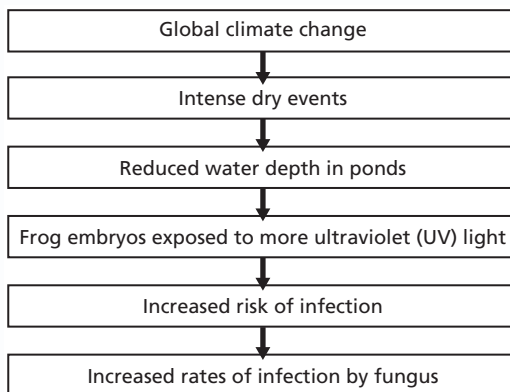 Global climate change
Intense dry events
Reduced water depth in ponds
Frog embryos exposed to more ultraviolet (UV) light
Increased risk of infection
Increased rates of infection by fungus